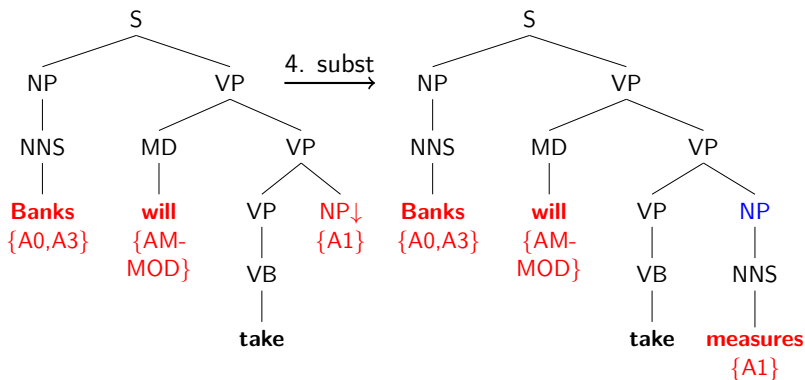 S
4. subst
S
NP VP
NP VP
NNS MD VP
NNS MD VP
Banks will VP NP↓
Banks will VP NP
{A0,A3} {AM- {A1}
{A0,A3} {AM-
MOD} VB
MOD} VB NNS
take
take measures
{A1}